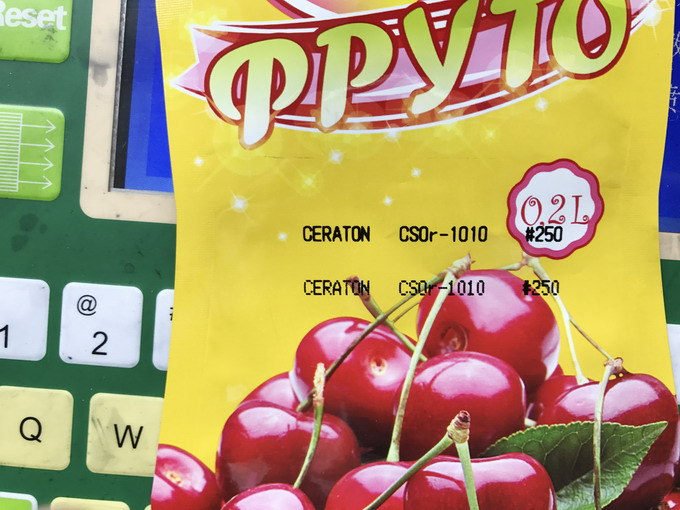 Reset
ФРУТО
0,2L
CERATON CSOr-1010 #250
CERATON CSOr-1010 #250
@
1
2
Q
W